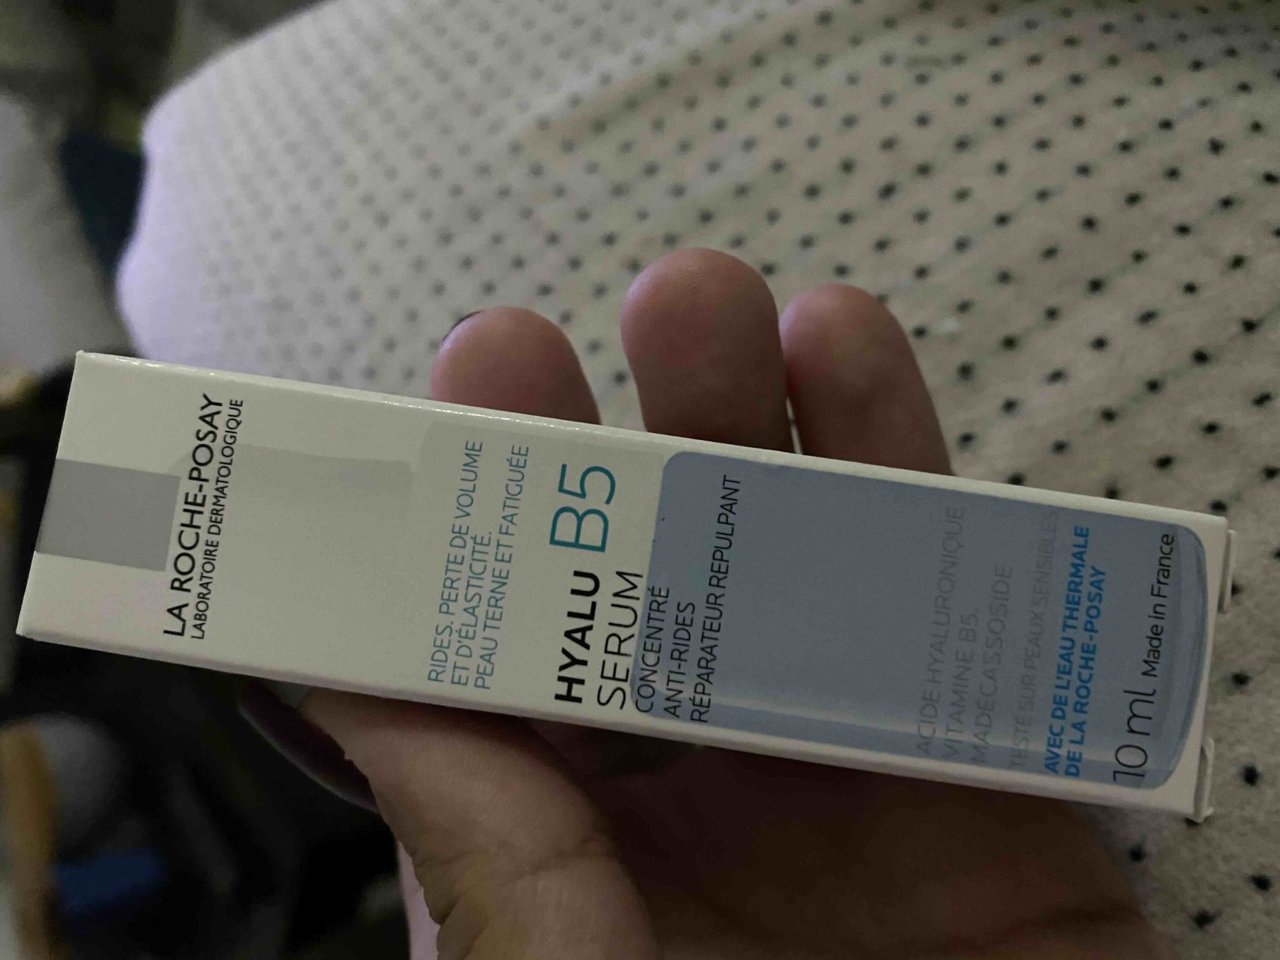 LA ROCHE-POSAY
LABORATOIRE DERMATOLOGIQUE
RIDES. PERTE DE VOLUME
ET D'ÉLASTICITÉ.
PEAU TERNE ET FATIGUÉE
HYALU B5
SERUM
CONCENTRÉ
ANTI-RIDES
RÉPARATEUR REPULPANT
ACIDE HYALURONIQUE
VITAMINE B5.
MADÉCASSOSIDE
TESTÉ SUR PEAUX SENSIBLES.
AVEC DE L'EAU THERMALE
DE LA ROCHE-POSAY
10 ml Made in France